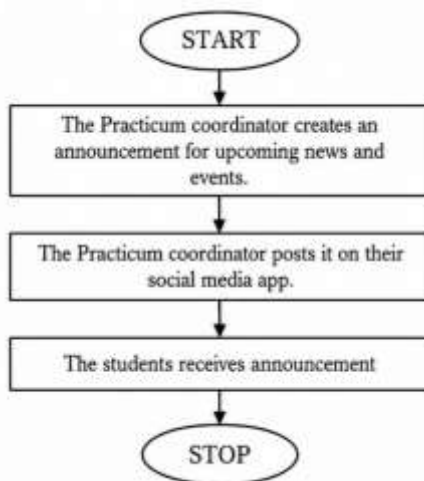 START
The Practicum coordinator creates an
announcement for upcoming news and
events.
The Practicum coordinator posts it on their
social media app.
The students receives announcement
STOP